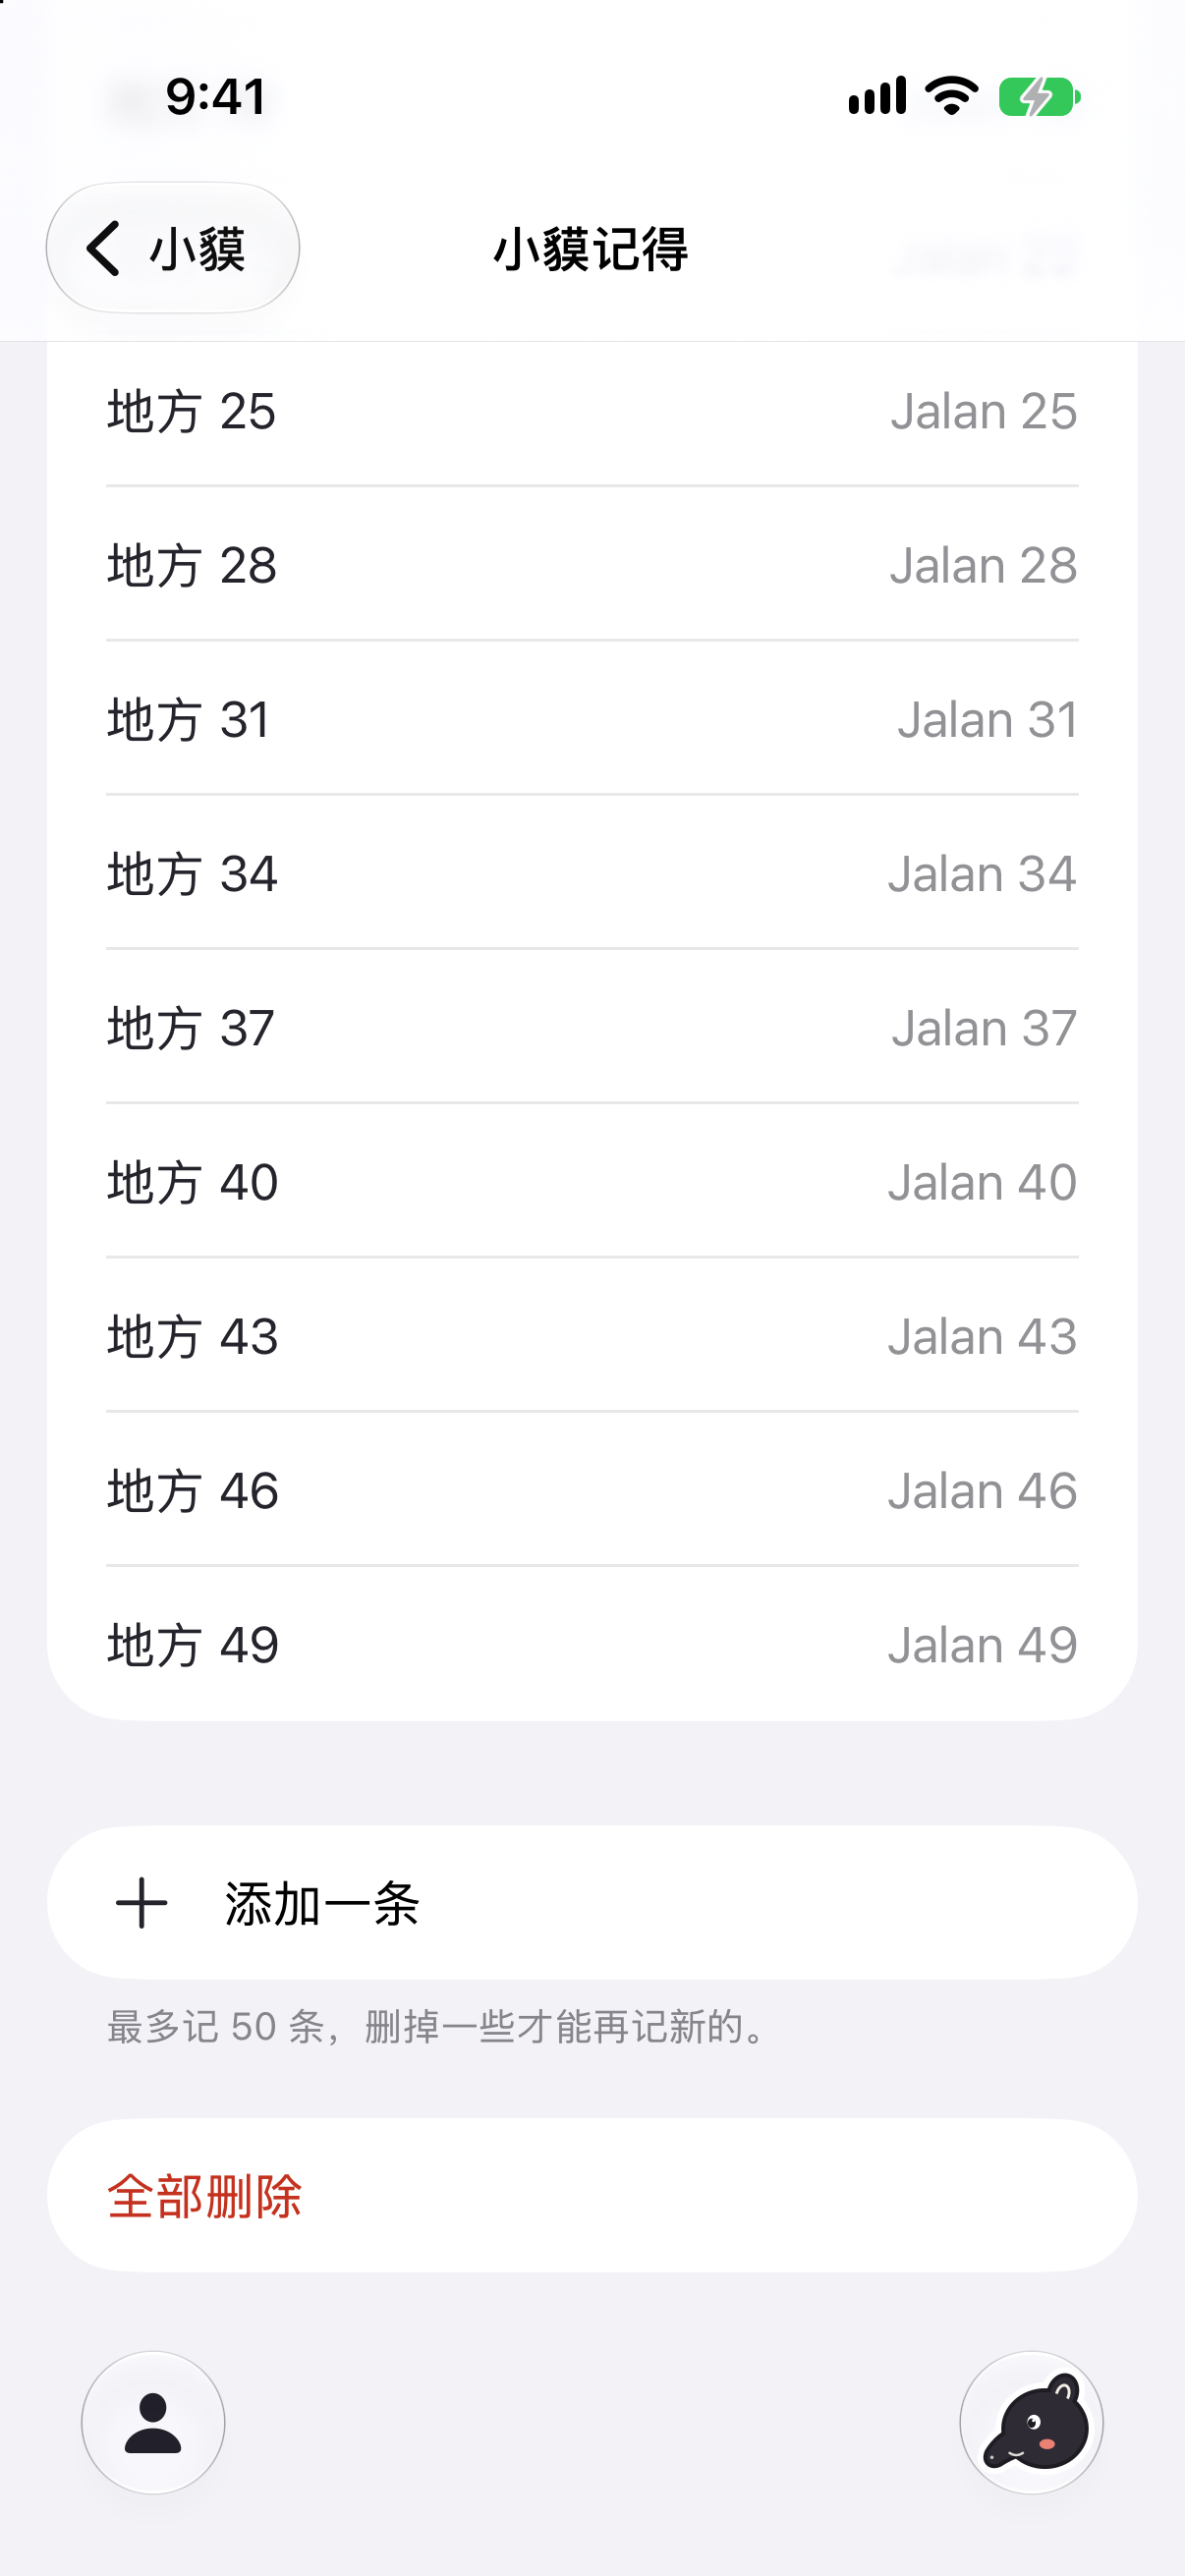 9:41
小貘
小貘记得
地方 25 Jalan 25
地方 28 Jalan 28
地方 31 Jalan 31
地方 34 Jalan 34
地方 37 Jalan 37
地方 40 Jalan 40
地方 43 Jalan 43
地方 46 Jalan 46
地方 49 Jalan 49
添加一条
最多记 50 条，删掉一些才能再记新的。
全部删除